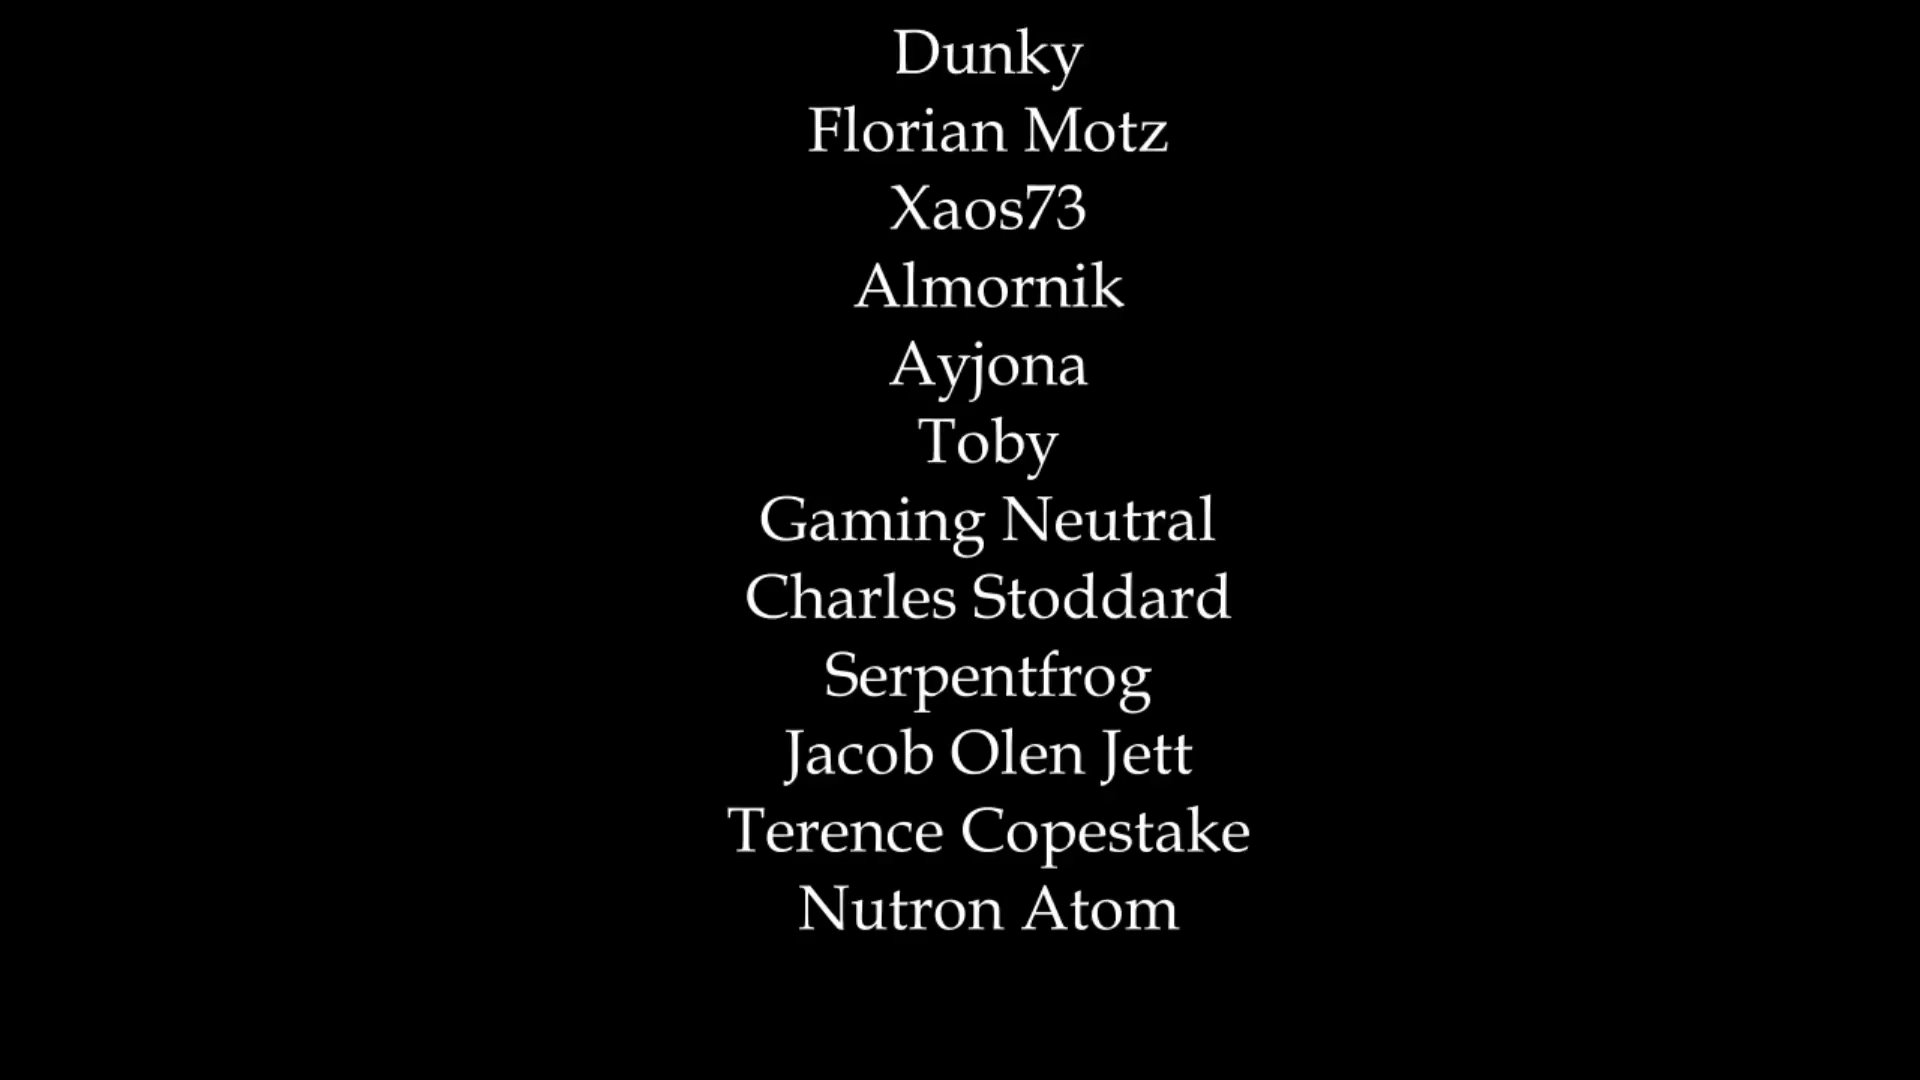 Dunky
Florian Motz
Xaos73
Almornik
Ayjona
Toby
Gaming Neutral
Charles Stoddard
Serpentfrog
Jacob Olen Jett
Terence Copestake
Nutron Atom